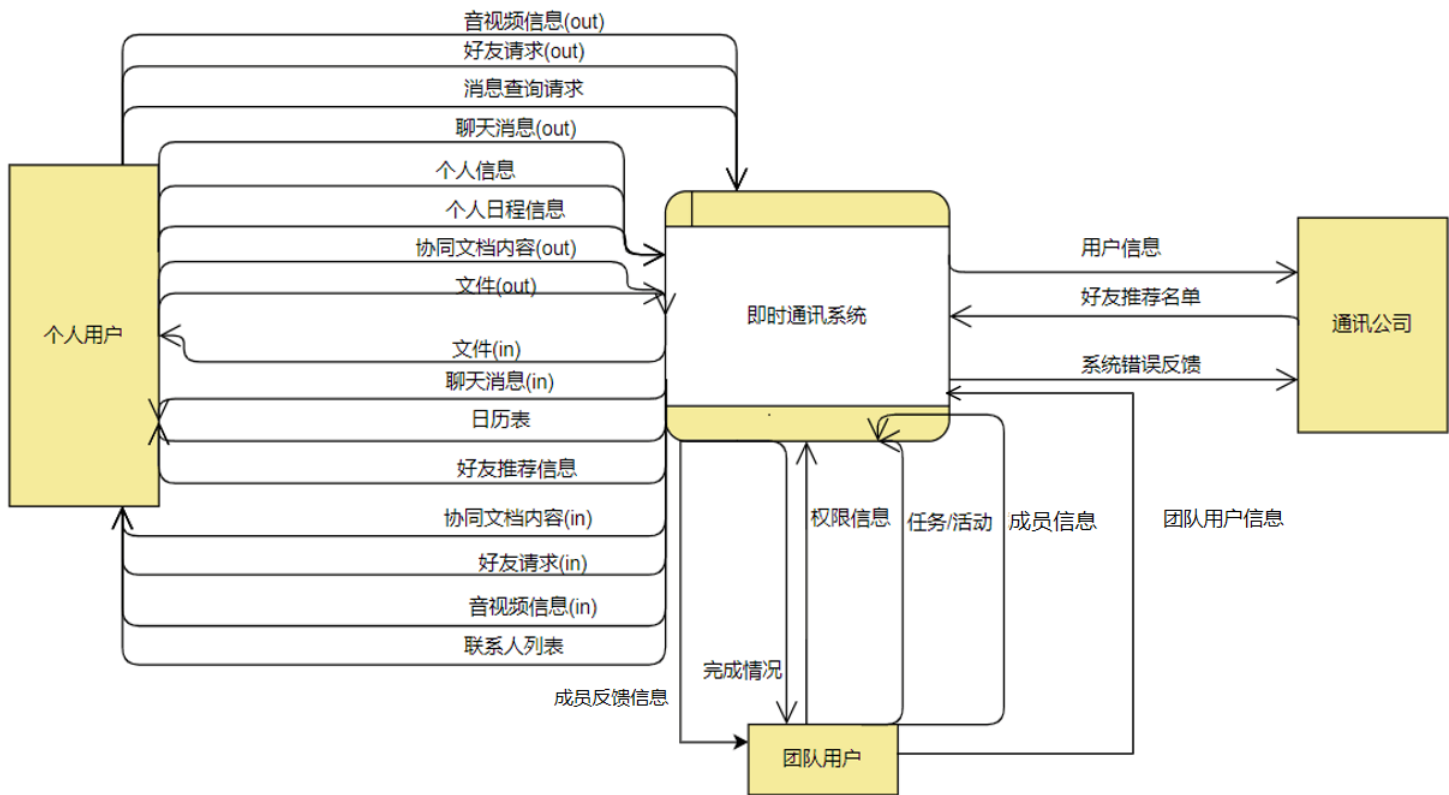 音视频信息(out)
好友请求(out)
消息查询请求
聊天消息(out)
个人信息
个人日程信息
协同文档内容(out)
文件(out)
个人用户
文件(in)
聊天消息(in)
日历表
好友推荐信息
协同文档内容(in)
好友请求(in)
音视频信息(in)
联系人列表
即时通讯系统
用户信息
好友推荐名单
系统错误反馈
通讯公司
权限信息
任务/活动
成员信息
团队用户信息
完成情况
成员反馈信息
团队用户